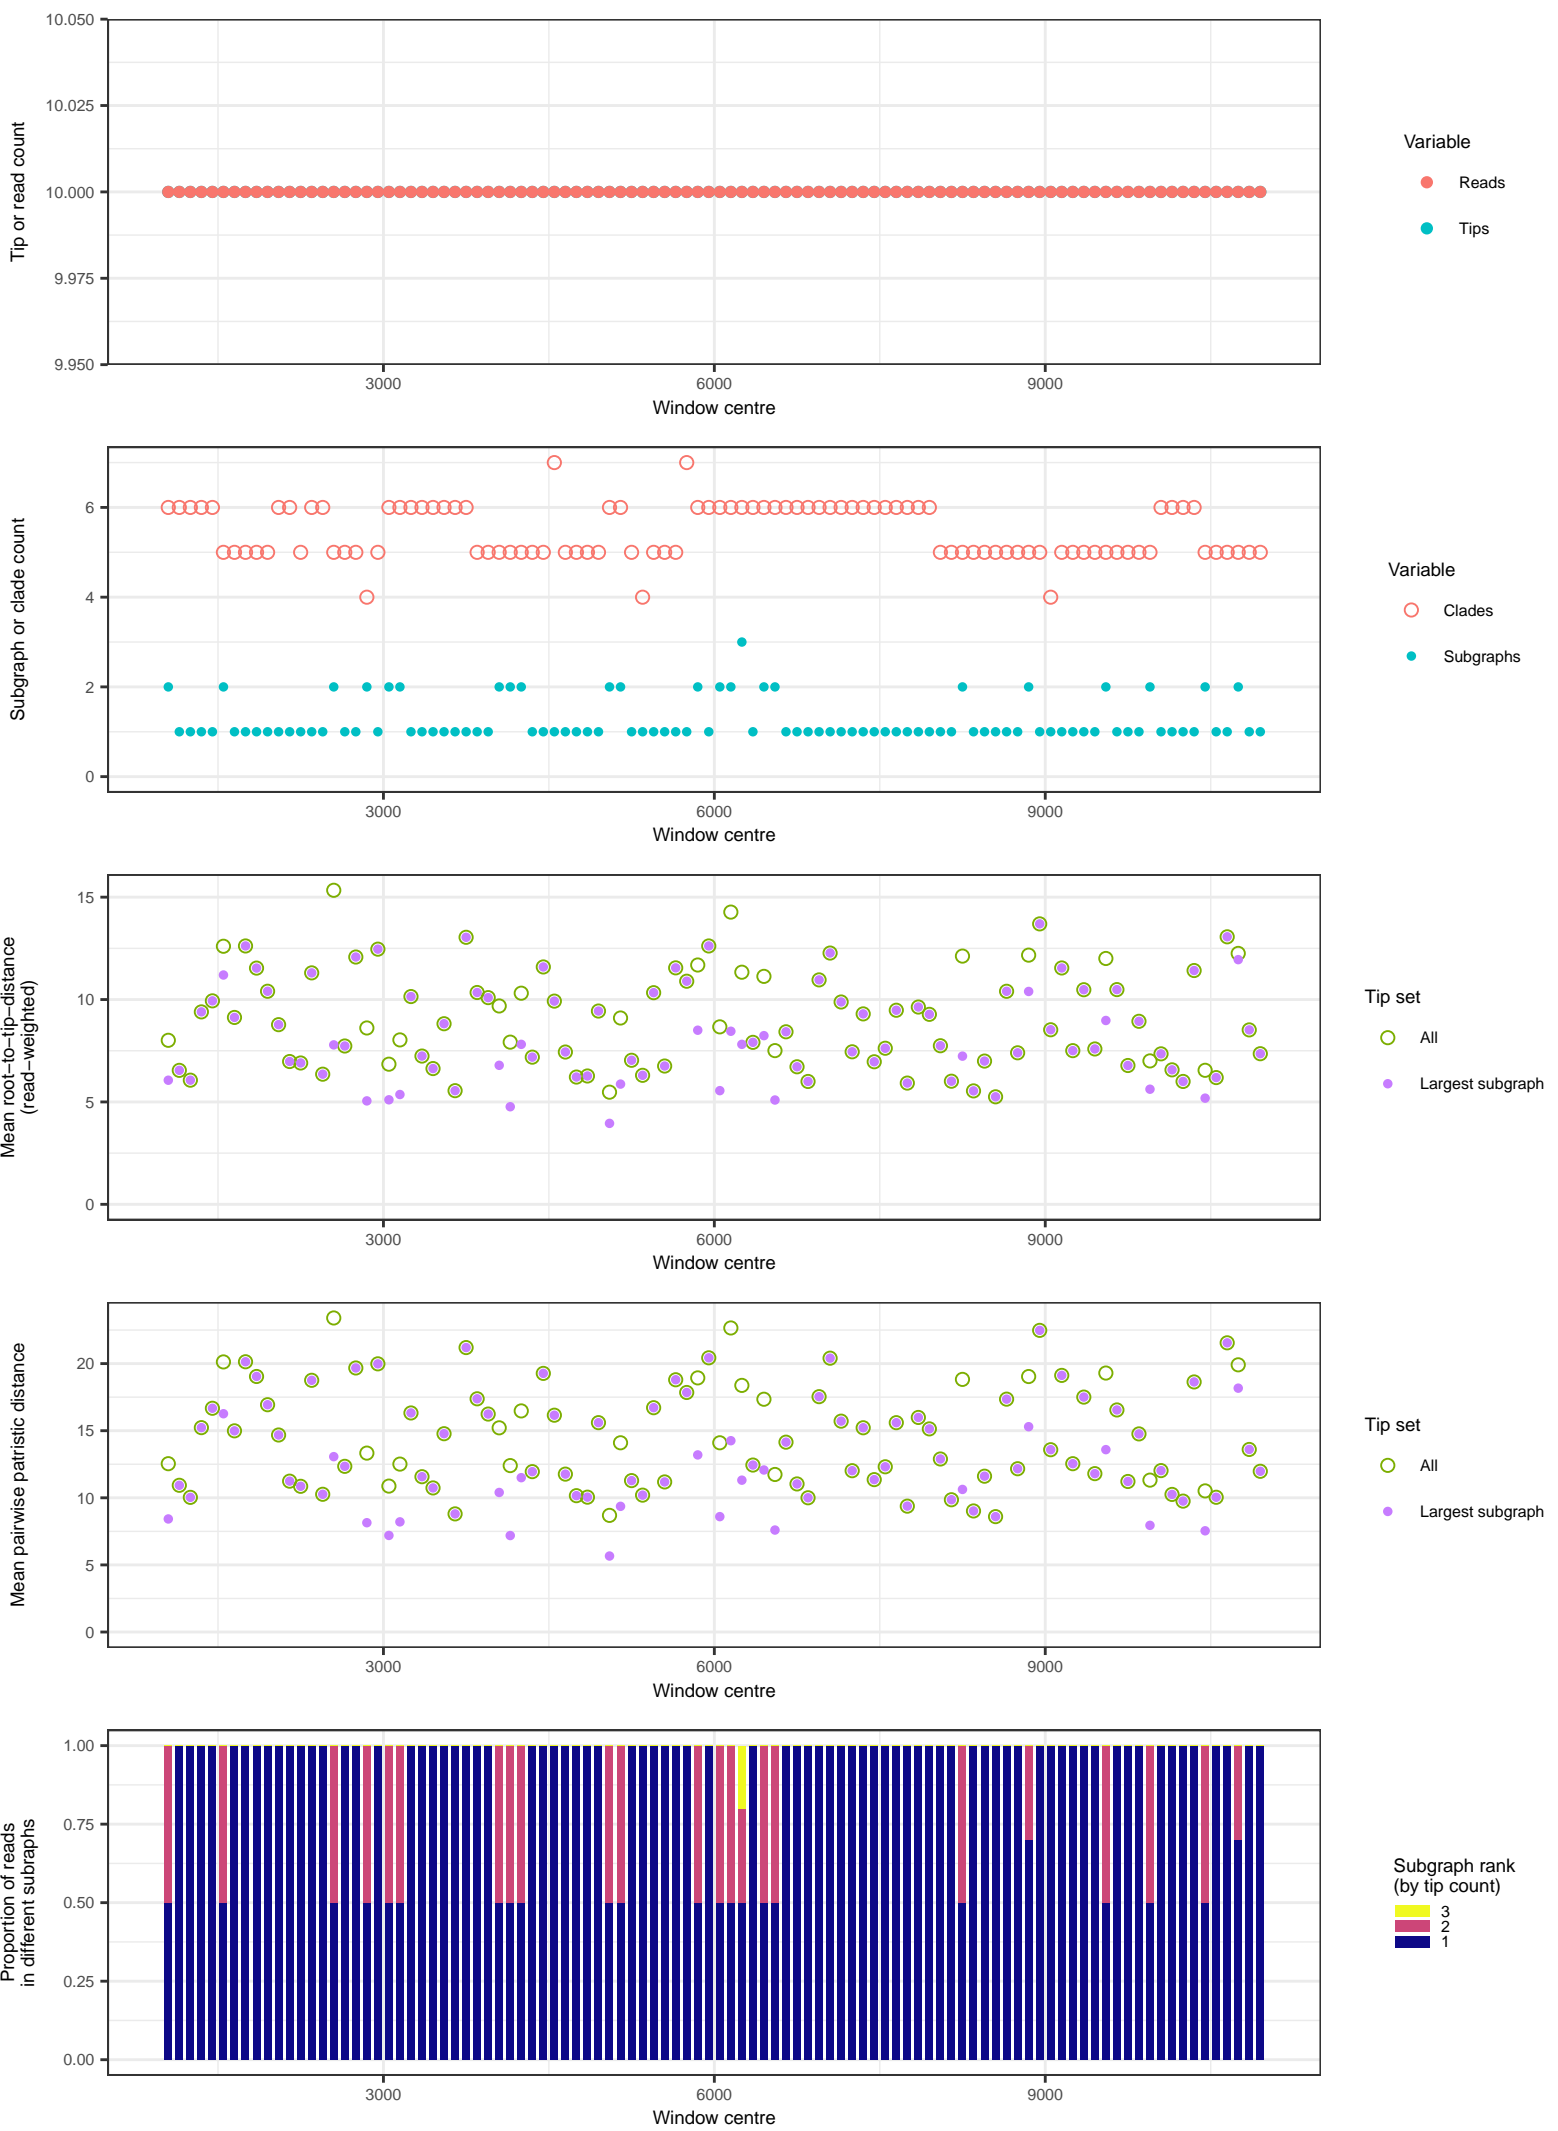 10.050
10.025
10.000
9.975
9.950
Tip or read count
3000 6000 9000
Window centre
Variable
Reads
Tips
6
4
2
0
Subgraph or clade count
3000 6000 9000
Window centre
Variable
Clades
Subgraphs
15
10
5
0
Mean root−to−tip−distance
(read−weighted)
3000 6000 9000
Window centre
Tip set
All
Largest subgraph
20
15
10
5
0
Mean pairwise patristic distance
3000 6000 9000
Window centre
Tip set
All
Largest subgraph
1.00
0.75
0.50
0.25
0.00
Proportion of reads
in different subraphs
3000 6000 9000
Window centre
Subgraph rank
(by tip count)
3
2
1